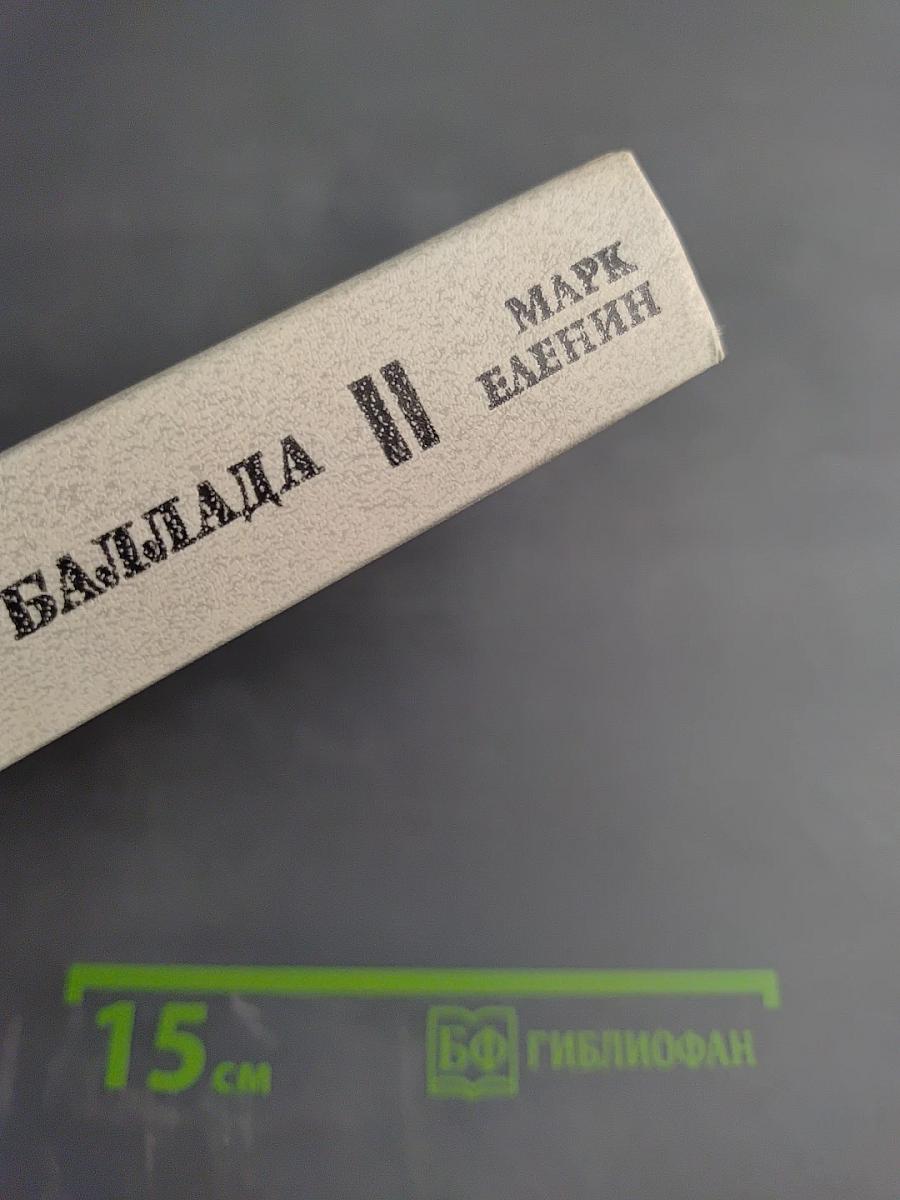 МАРК
ЕЛЕНИН
II
БАЛЛАДА
15 см
БФ ГИБЛИОФАН